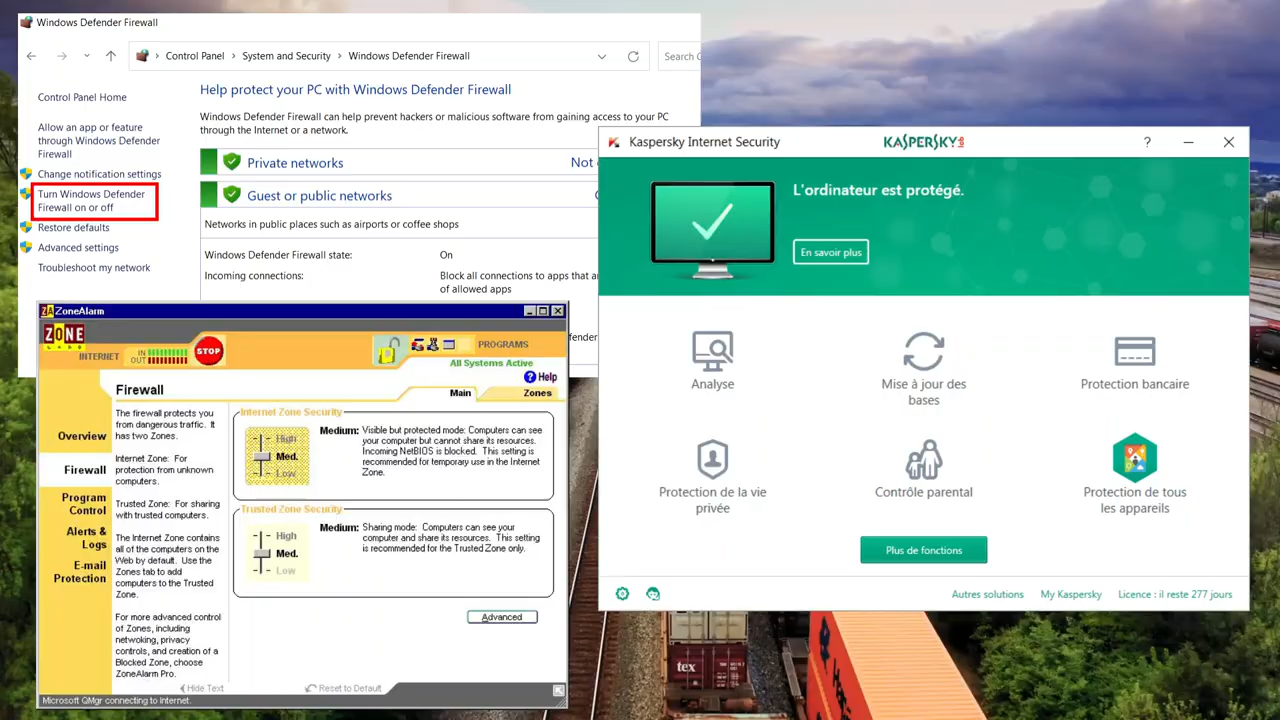 Windows Defender Firewall
Control Panel
System and Security
Windows Defender Firewall
Search
Control Panel Home
Allow an app or feature
through Windows Defender
Firewall
Change notification settings
Turn Windows Defender
Firewall on or off
Restore defaults
Advanced settings
Troubleshoot my network
Help protect your PC with Windows Defender Firewall
Windows Defender Firewall can help prevent hackers or malicious software from gaining access to your PC
through the Internet or a network.
Private networks
Not
Guest or public networks
Networks in public places such as airports or coffee shops
Windows Defender Firewall state:
On
Incoming connections:
Block all connections to apps that
of allowed apps
ZA ZoneAlarm
ZONE
LABS
INTERNET
IN
OUT
STOP
PROGRAMS
All Systems Active
Help
Firewall
Main
Zones
Overview
Firewall
Program
Control
Alerts &
Logs
E-mail
Protection
The firewall protects you
from dangerous traffic. It
has two Zones.
Internet Zone: For
protection from unknown
computers.
Trusted Zone: For sharing
with trusted computers.
The Internet Zone contains
all of the computers on the
Web by default. Use the
Zones tab to add
computers to the Trusted
Zone.
For more advanced control
of Zones, including
networking, privacy
controls, and creation of a
Blocked Zone, choose
ZoneAlarm Pro.
Internet Zone Security
High
Med.
Low
Medium: Visible but protected mode: Computers can see
your computer but cannot share its resources.
Incoming NetBIOS is blocked. This setting is
recommended for temporary use in the Internet
Zone.
Trusted Zone Security
High
Med.
Low
Medium: Sharing mode: Computers can see your
computer and share its resources. This setting
is recommended for the Trusted Zone only.
Advanced
Hide Text
Reset to Default
Microsoft QMgr connecting to Internet.
Kaspersky Internet Security
KASPERSKY
?
L'ordinateur est protégé.
En savoir plus
Analyse
Mise à jour des
bases
Protection bancaire
Protection de la vie
privée
Contrôle parental
Protection de tous
les appareils
Plus de fonctions
Autres solutions
My Kaspersky
Licence : il reste 277 jours
tex